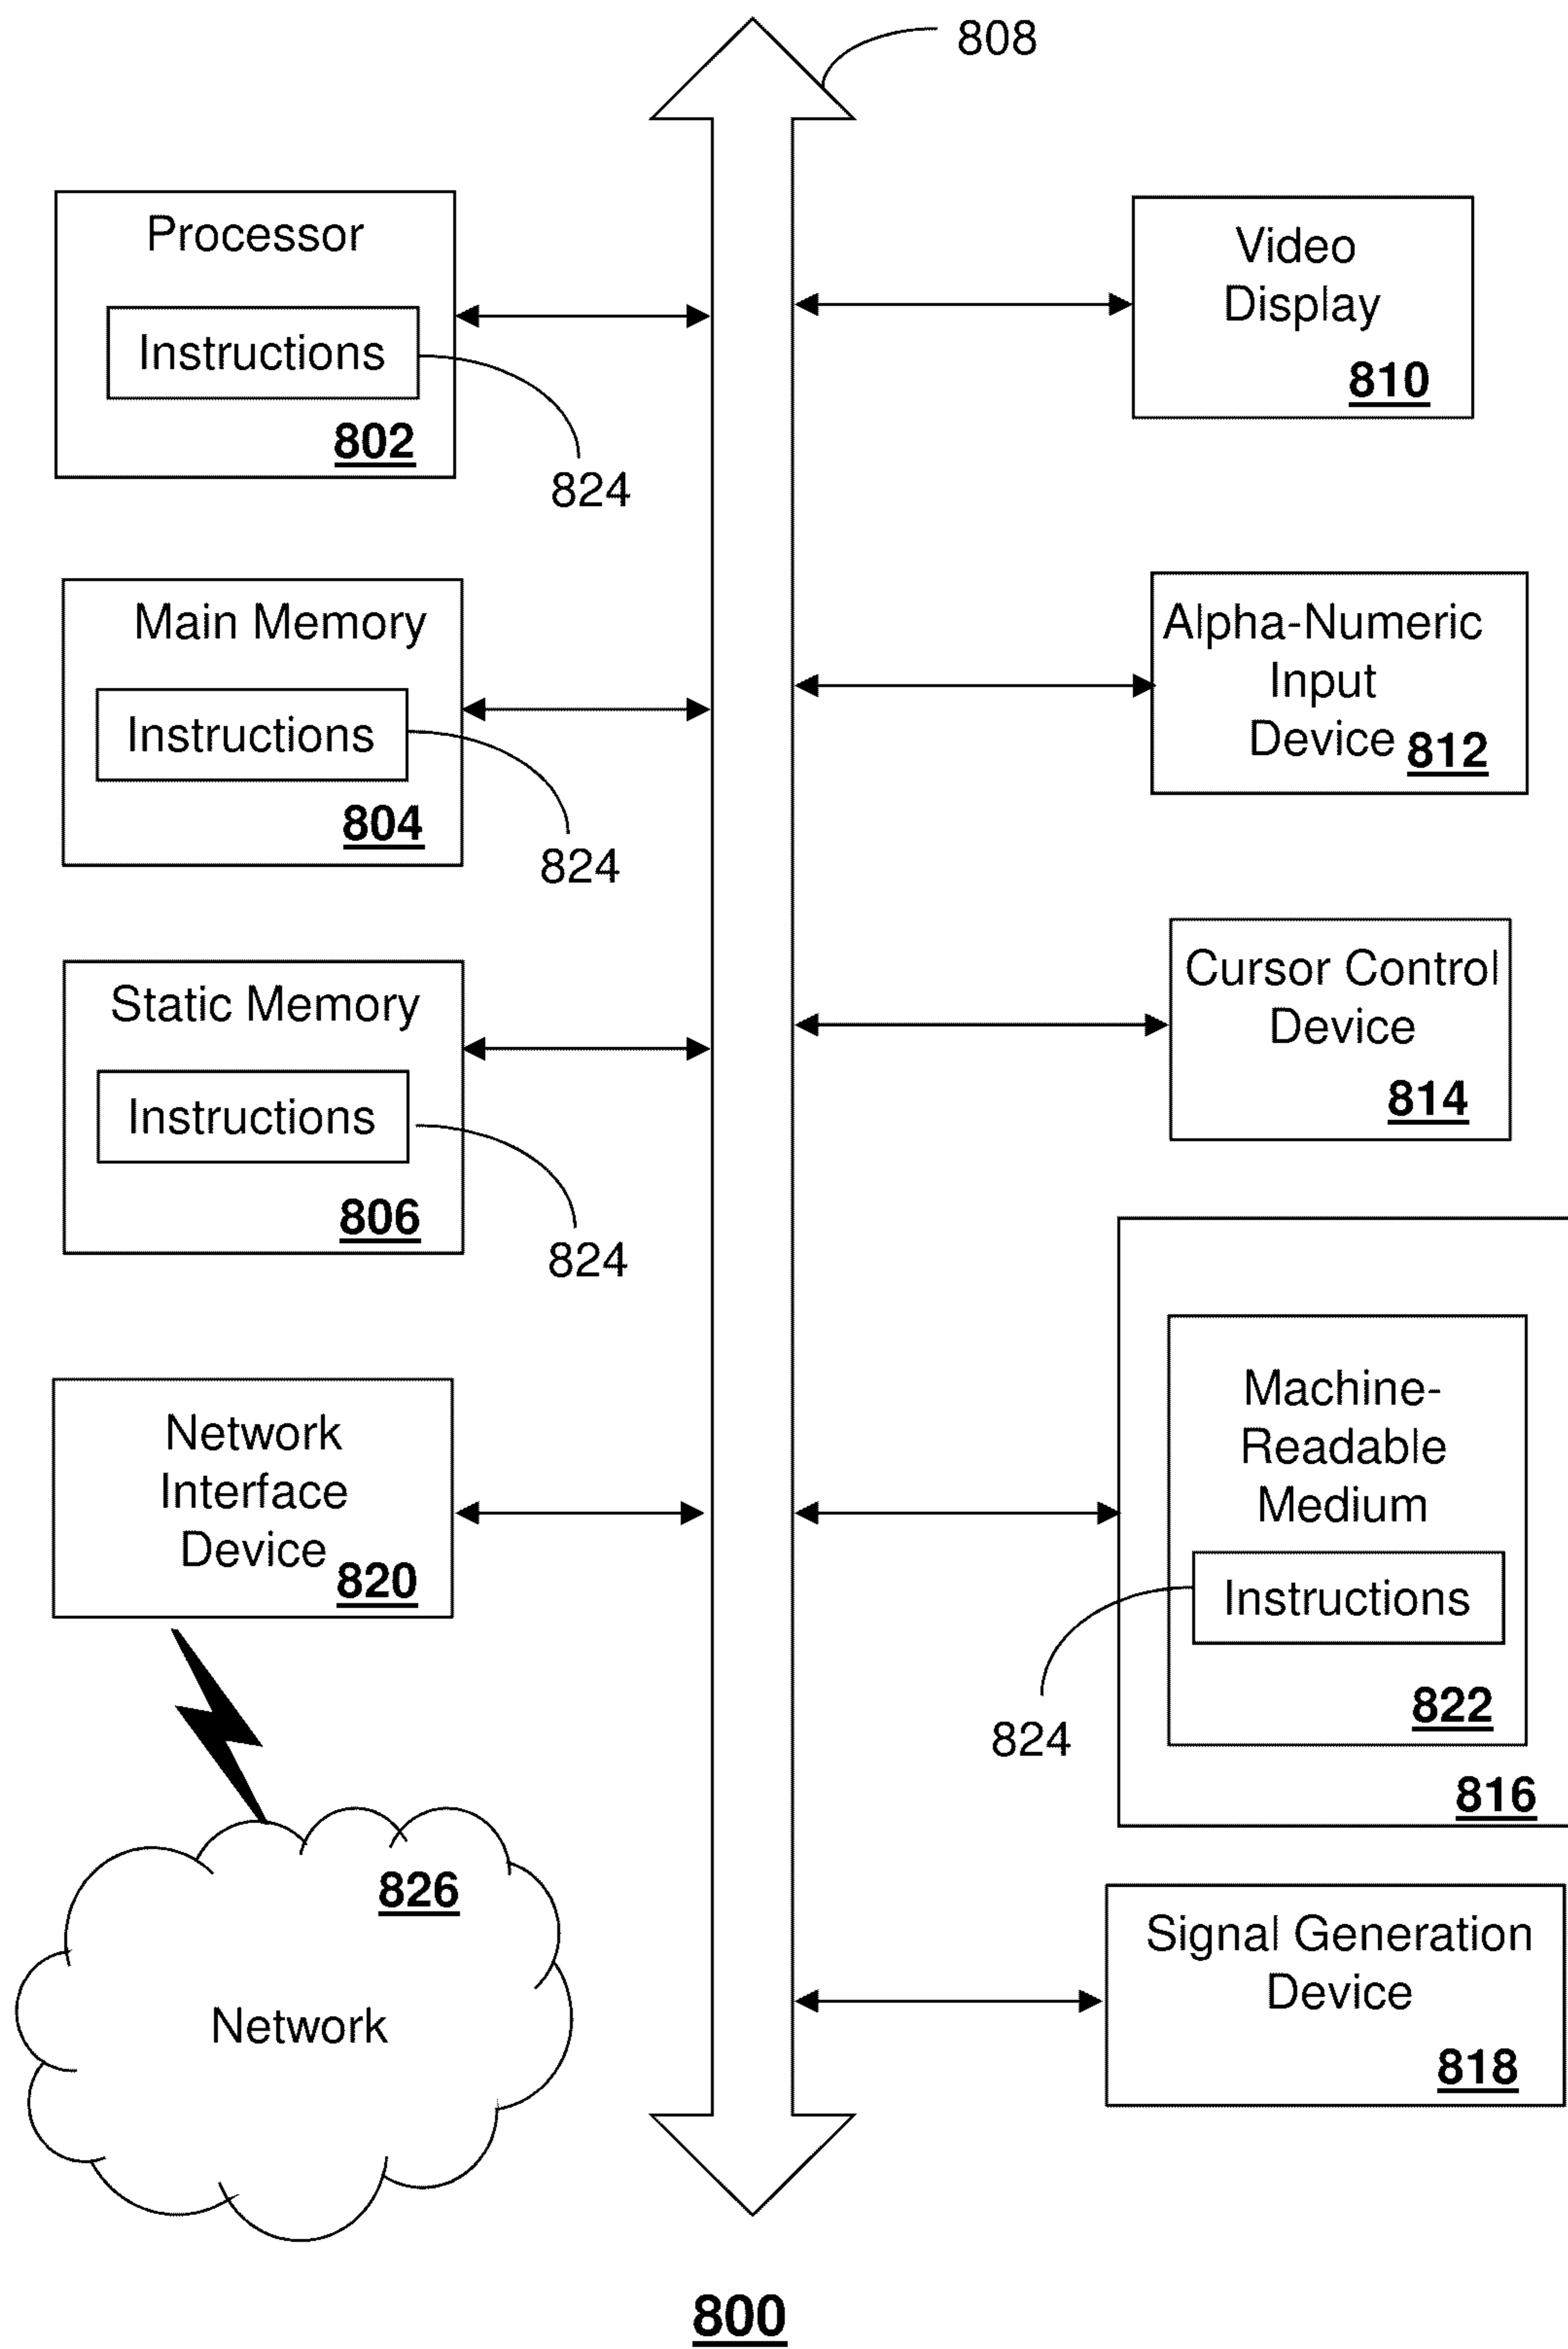 808
Processor
Instructions
802
824
Main Memory
Instructions
804
824
Static Memory
Instructions
806
824
Network
Interface
Device
820
826
Network
Video
Display
810
Alpha-Numeric
Input
Device 812
Cursor Control
Device
814
Machine-
Readable
Medium
Instructions
824
822
816
Signal Generation
Device
818
800